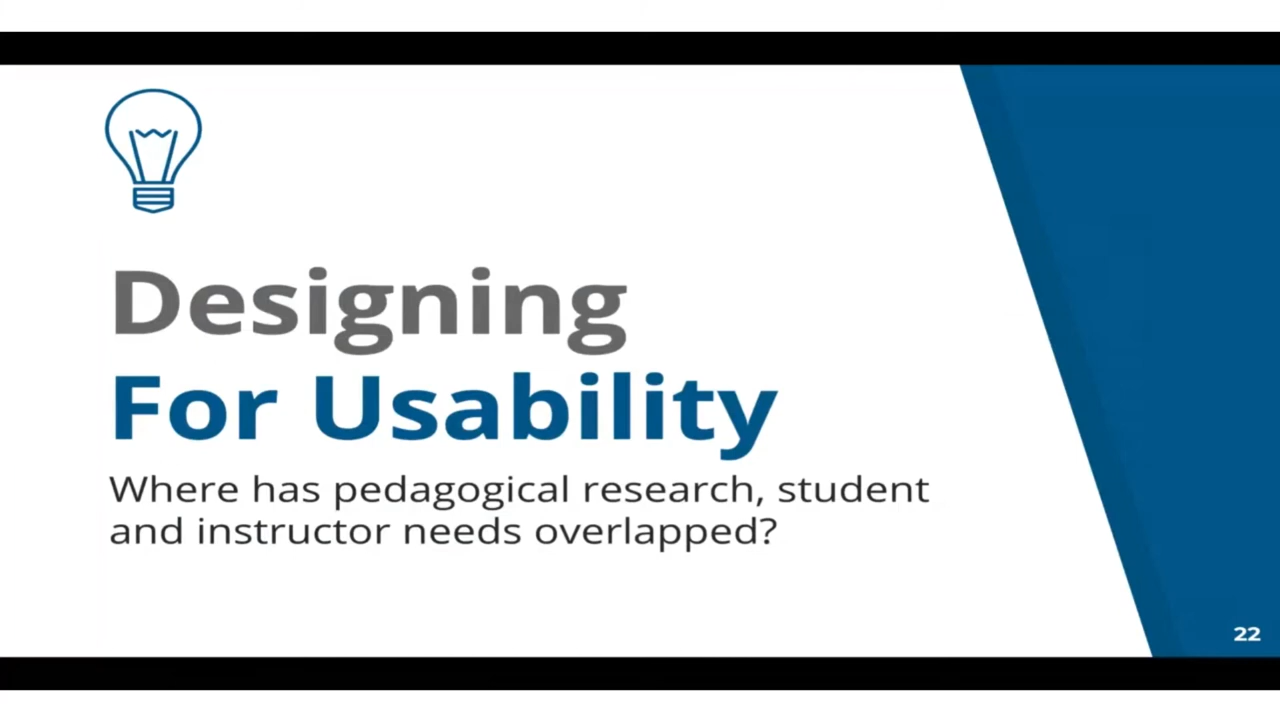 Designing
For Usability
Where has pedagogical research, student
and instructor needs overlapped?
22